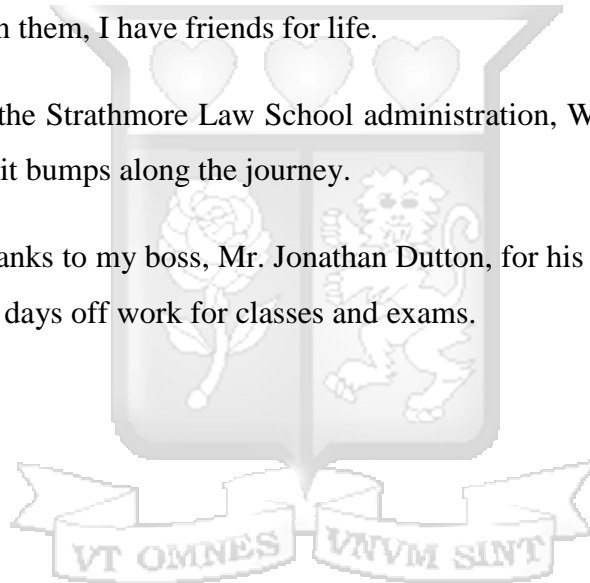 n them, I have friends for life.
the Strathmore Law School administration, W
it bumps along the journey.
anks to my boss, Mr. Jonathan Dutton, for his
days off work for classes and exams.
VT OMNES VNVM SINT